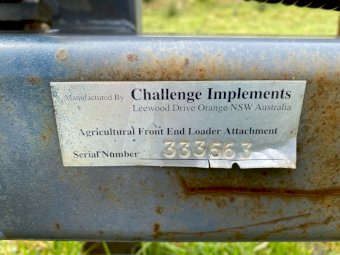 Manufactured By Challenge Implements
Leewood Drive Orange NSW Australia
Agricultural Front End Loader Attachment
Serial Number 333563